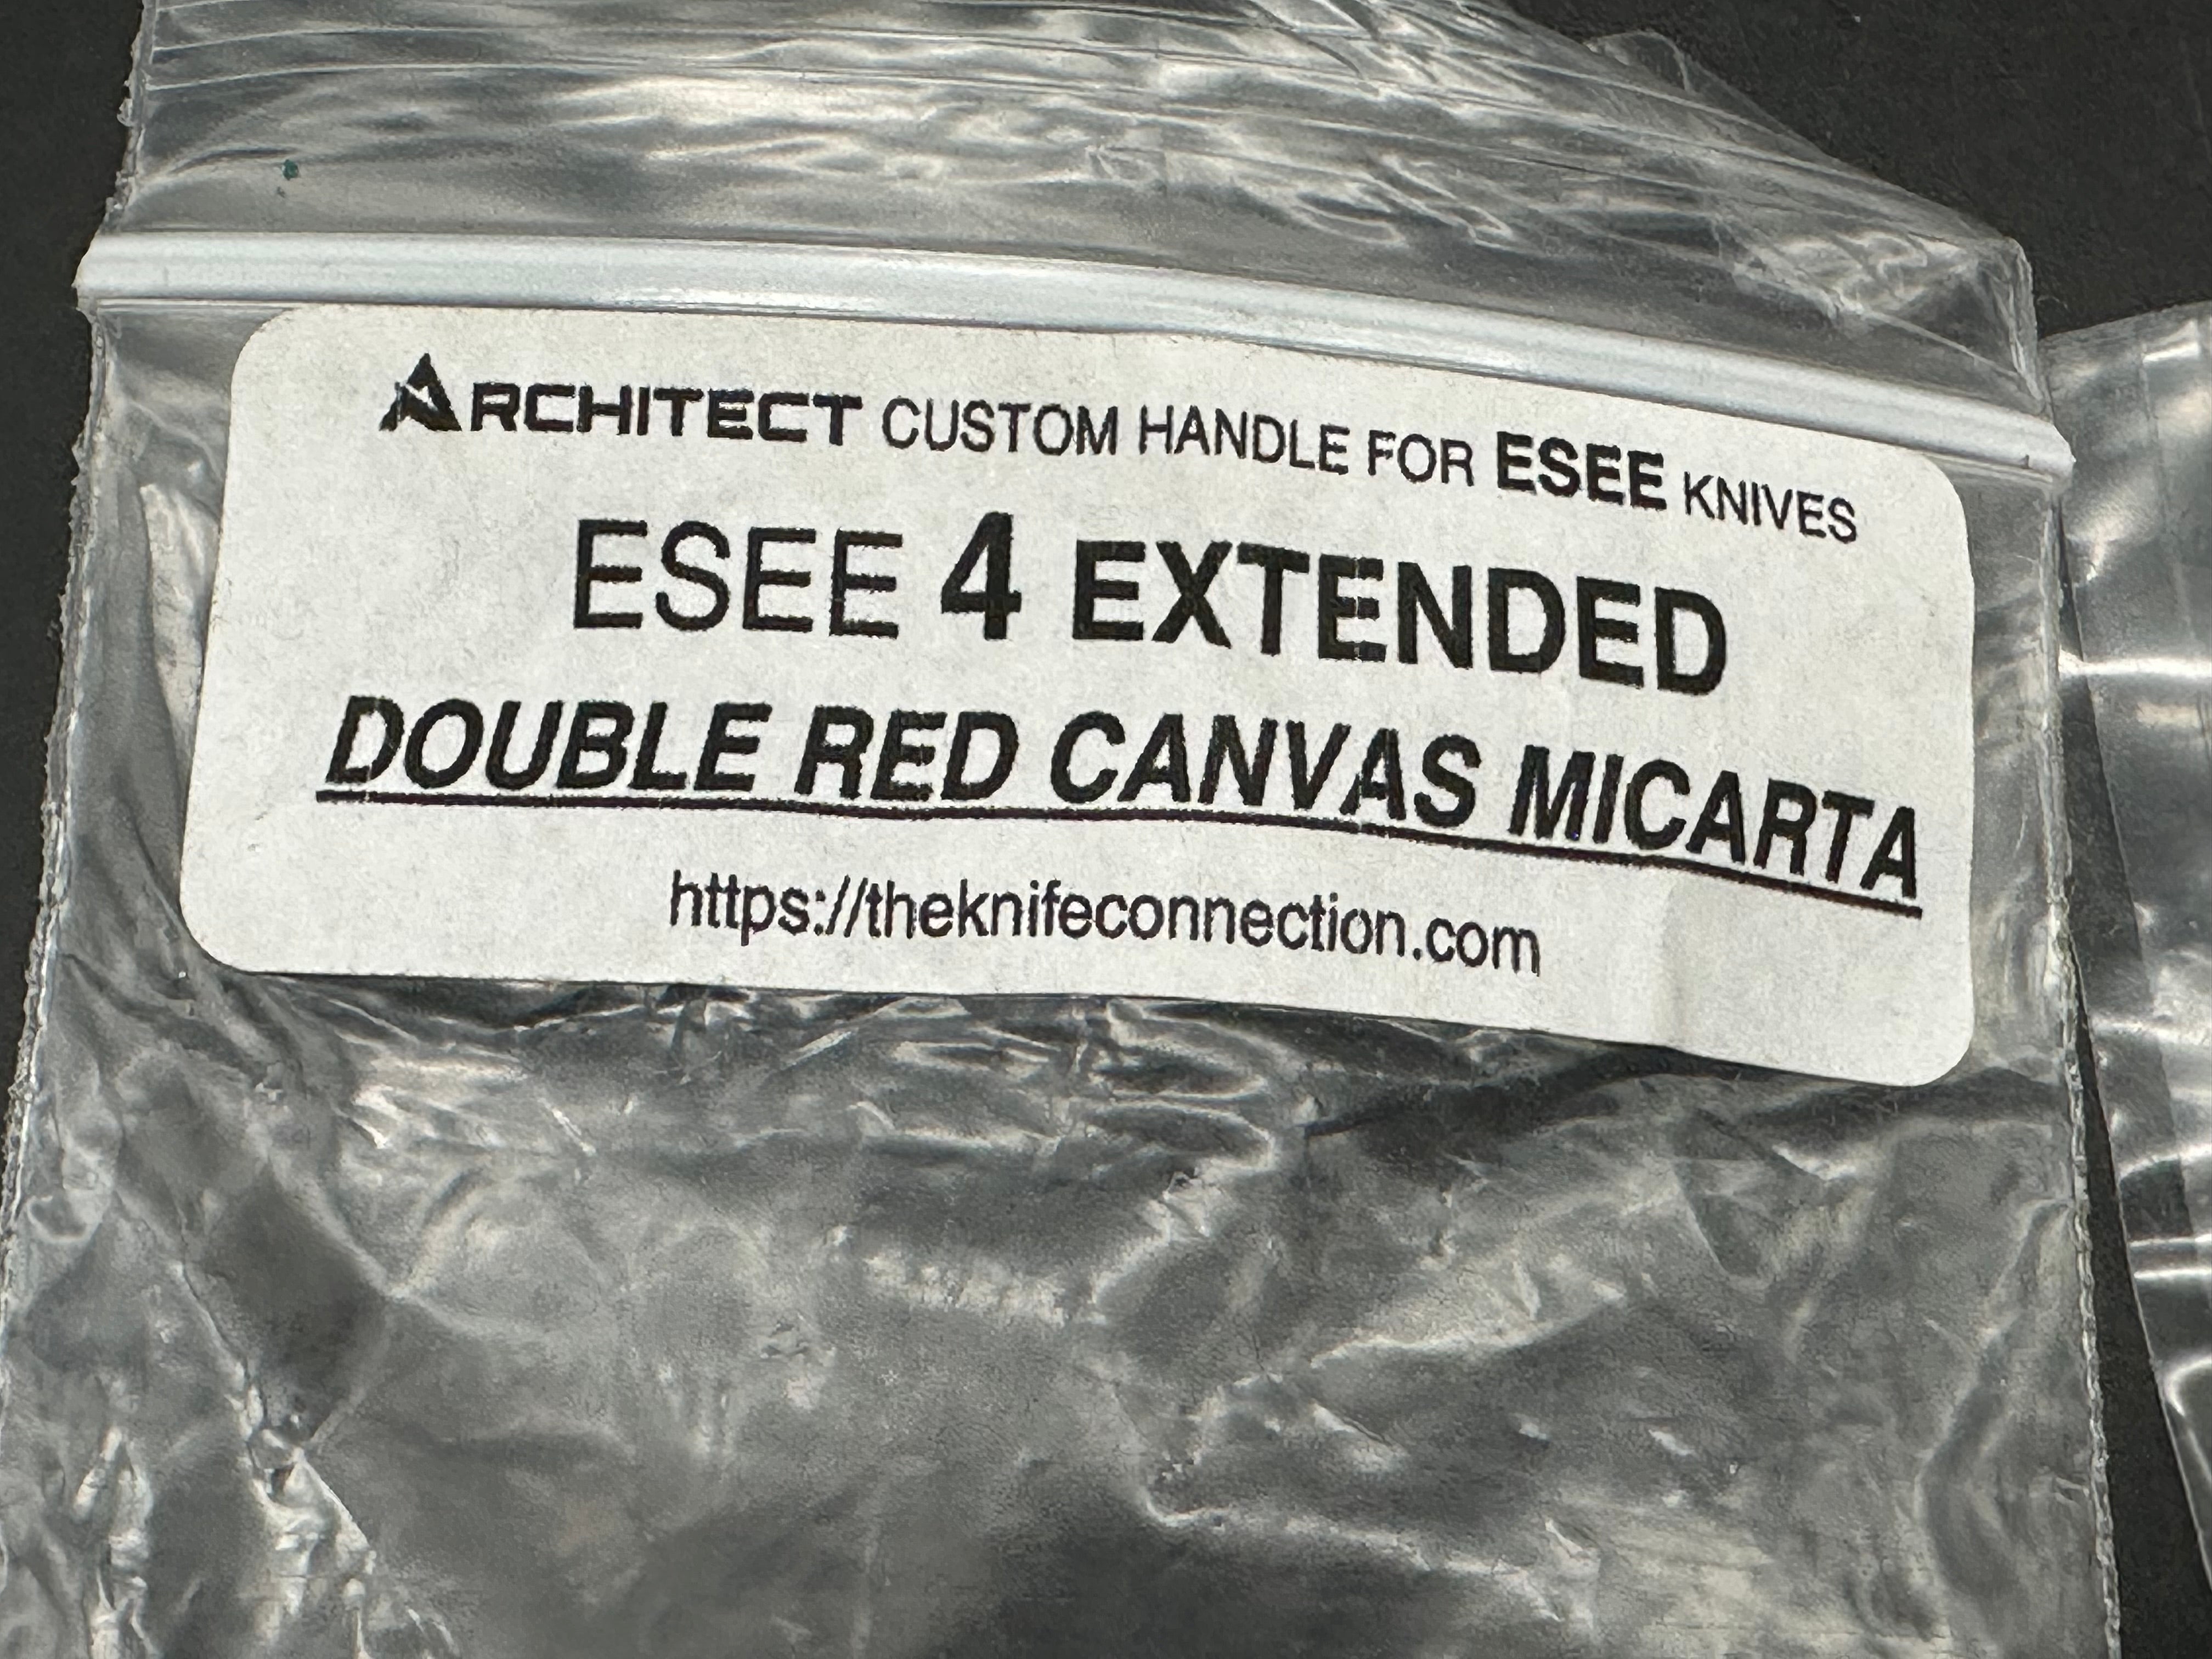 ARCHITECT CUSTOM HANDLE FOR ESEE KNIVES
ESEE 4 EXTENDED
DOUBLE RED CANVAS MICARTA
https://theknifeconnection.com